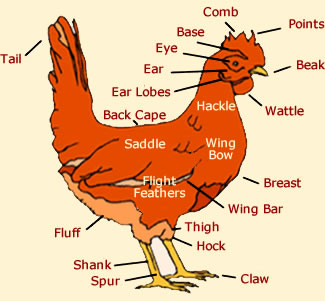 Comb
Points
Base
Eye
Tail
Ear
Beak
Ear Lobes
Hackle
Wattle
Back Cape
Saddle
Wing
Bow
Flight
Feathers
Breast
Wing Bar
Fluff
Thigh
Hock
Shank
Spur
Claw